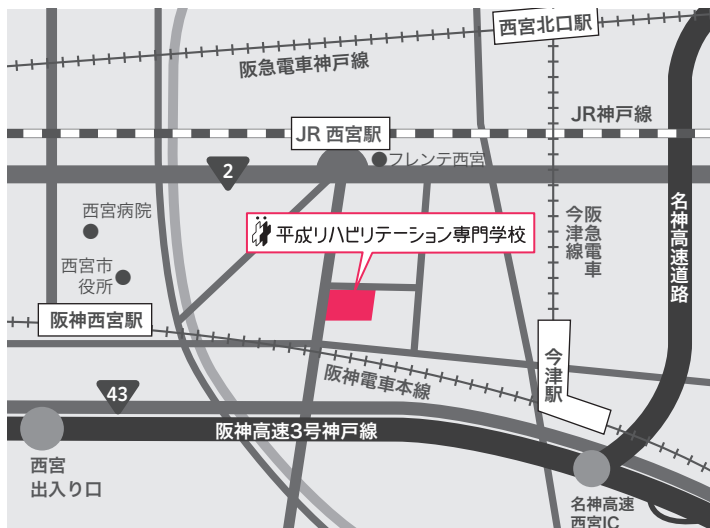 西宮北口駅
阪急電車神戸線
JR神戸線
JR 西宮駅
フレンテ西宮
2
西宮病院
名神高速道路
阪急電車
今津線
平成リハビリテーション専門学校
西宮市
役所
阪神西宮駅
今津駅
阪神電車本線
43
阪神高速3号神戸線
西宮
出入り口
名神高速
西宮IC